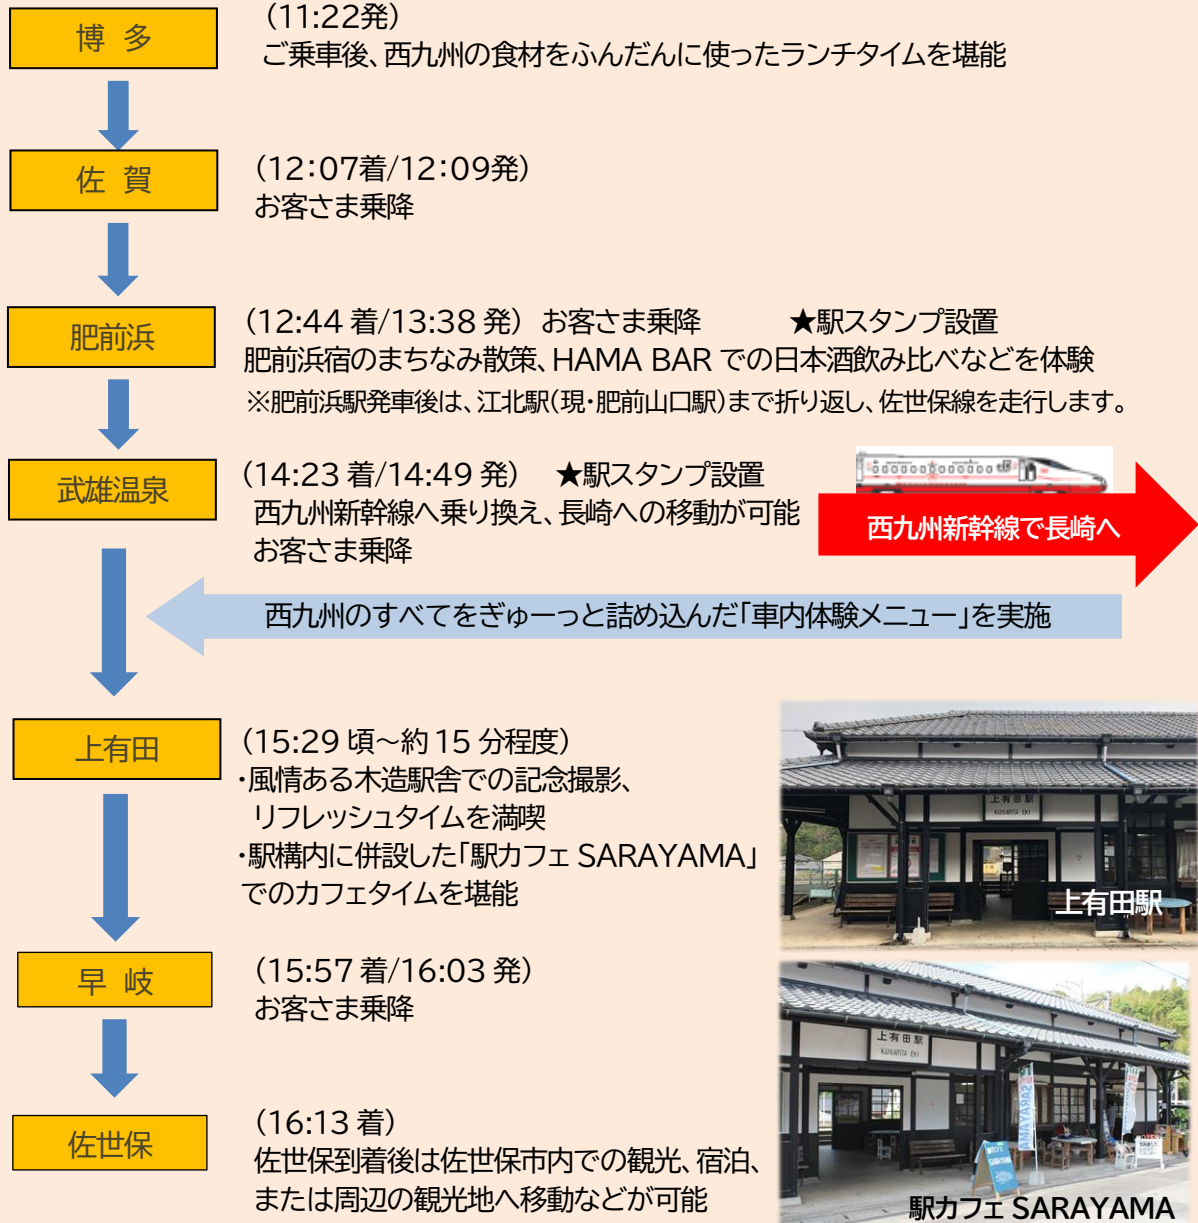 博 多
(11:22発)
ご乗車後、西九州の食材をふんだんに使ったランチタイムを堪能
佐 賀
(12:07着/12:09発)
お客さま乗降
肥前浜
(12:44 着/13:38 発) お客さま乗降 ★駅スタンプ設置
肥前浜宿のまちなみ散策、HAMA BAR での日本酒飲み比べなどを体験
※肥前浜駅発車後は、江北駅(現・肥前山口駅)まで折り返し、佐世保線を走行します。
武雄温泉
(14:23 着/14:49 発) ★駅スタンプ設置
西九州新幹線へ乗り換え、長崎への移動が可能
お客さま乗降
西九州新幹線で長崎へ
西九州のすべてをぎゅーっと詰め込んだ「車内体験メニュー」を実施
上有田
(15:29 頃～約 15 分程度)
・風情ある木造駅舎での記念撮影、
リフレッシュタイムを満喫
・駅構内に併設した「駅カフェ SARAYAMA」
でのカフェタイムを堪能
上有田駅
KAMIARITA EKI
上有田駅
早 岐
(15:57 着/16:03 発)
お客さま乗降
上有田駅
KAMIARITA EKI
SARAYAMA
駅カフェ SARAYAMA
佐世保
(16:13 着)
佐世保到着後は佐世保市内での観光、宿泊、
または周辺の観光地へ移動などが可能